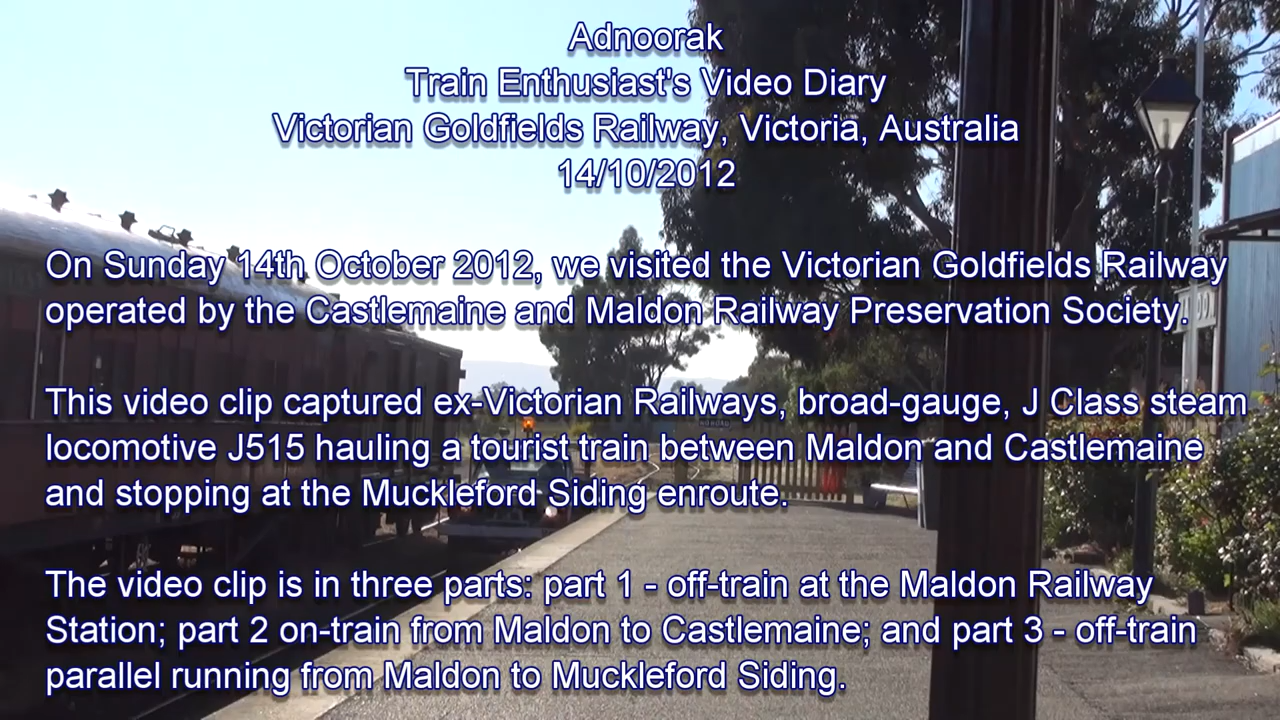 Adnoorak
Train Enthusiast's Video Diary
Victorian Goldfields Railway, Victoria, Australia
14/10/2012
On Sunday 14th October 2012, we visited the Victorian Goldfields Railway
operated by the Castlemaine and Maldon Railway Preservation Society.
This video clip captured ex-Victorian Railways, broad-gauge, J Class steam
locomotive J515 hauling a tourist train between Maldon and Castlemaine
and stopping at the Muckleford Siding enroute.
The video clip is in three parts: part 1 - off-train at the Maldon Railway
Station; part 2 on-train from Maldon to Castlemaine; and part 3 - off-train
parallel running from Maldon to Muckleford Siding.